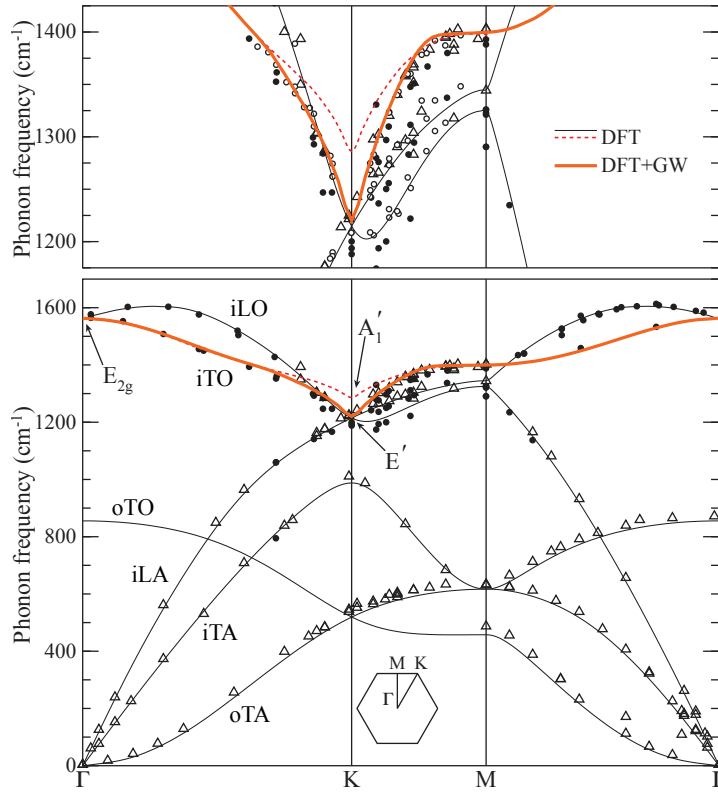 Phonon frequency (cm-1)
1400
1300
1200
DFT
DFT+GW
Phonon frequency (cm-1)
1600
1200
800
400
0
iLO
A1′
E2g
iTO
E′
oTO
iLA
iTA
oTA
M K
Γ
Γ K M Γ